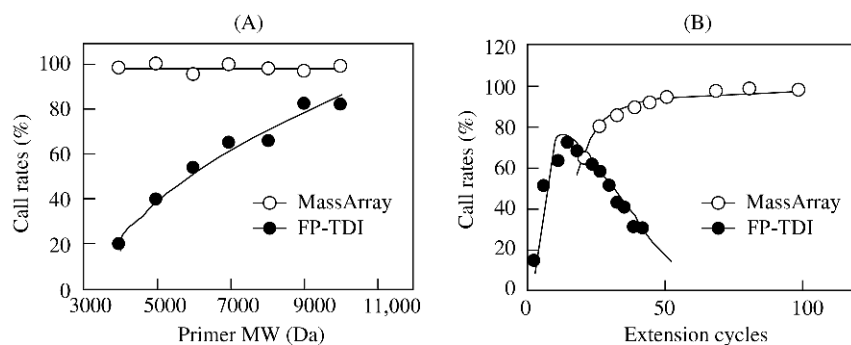 (A)
Call rates (%)
100
80
60
40
20
0
3000 5000 7000 9000 11,000
Primer MW (Da)
MassArray
FP-TDI
(B)
Call rates (%)
120
100
80
60
40
20
0
0 50 100
Extension cycles
MassArray
FP-TDI